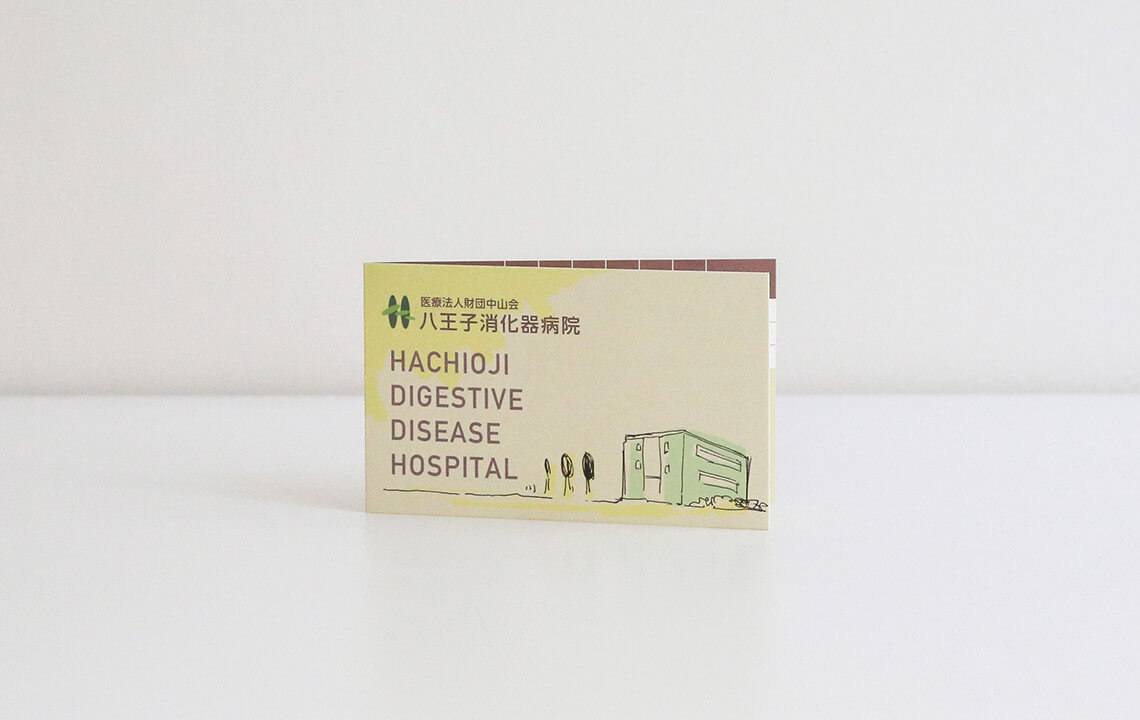 医療法人財団中山会
八王子消化器病院
HACHIOJI
DIGESTIVE
DISEASE
HOSPITAL